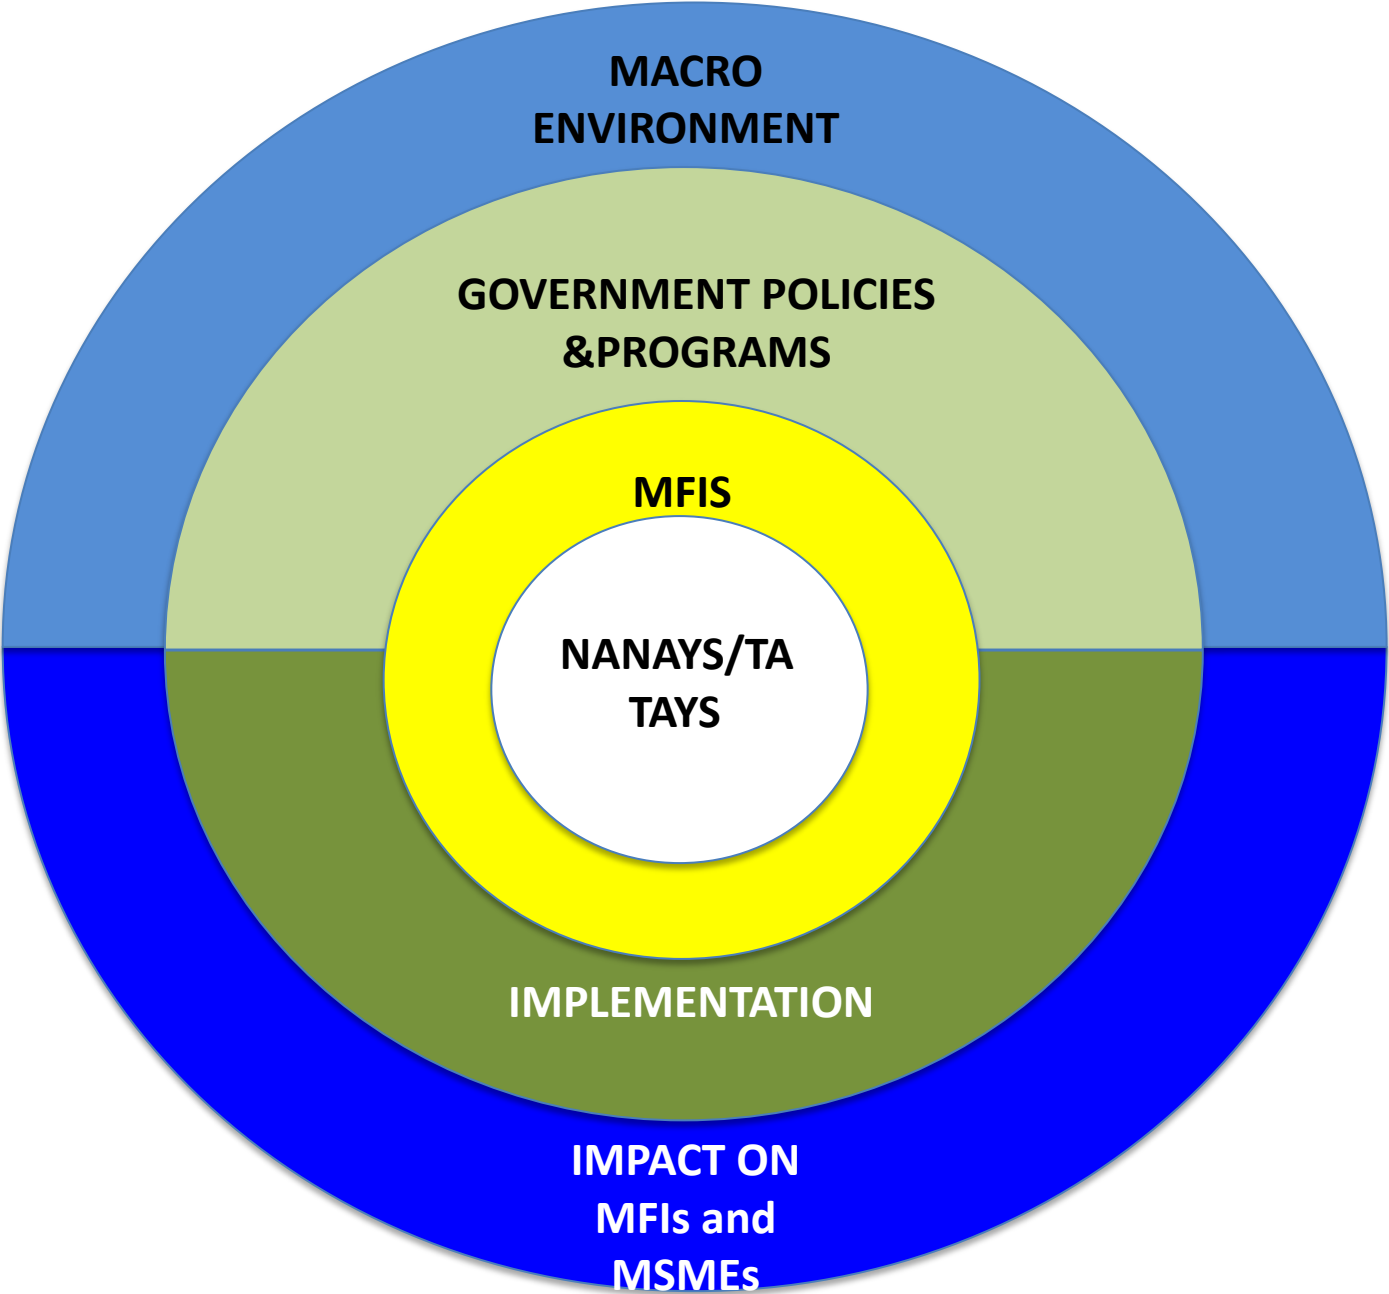 MACRO
ENVIRONMENT
GOVERNMENT POLICIES
&PROGRAMS
MFIS
NANAYS/TA
TAYS
IMPLEMENTATION
IMPACT ON
MFIs and
MSMEs